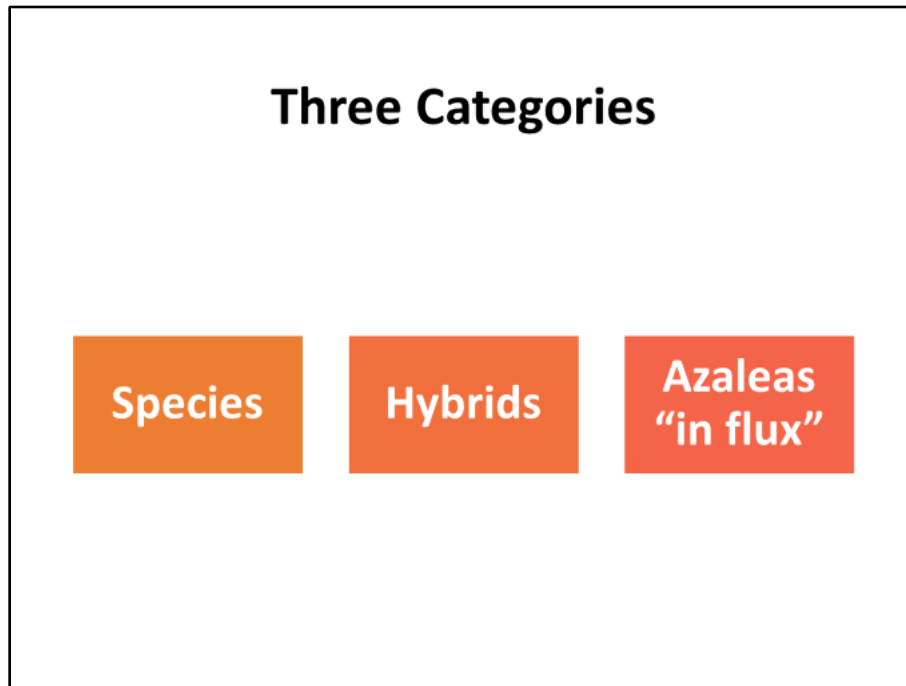 Three Categories
Species
Hybrids
Azaleas
“in flux”